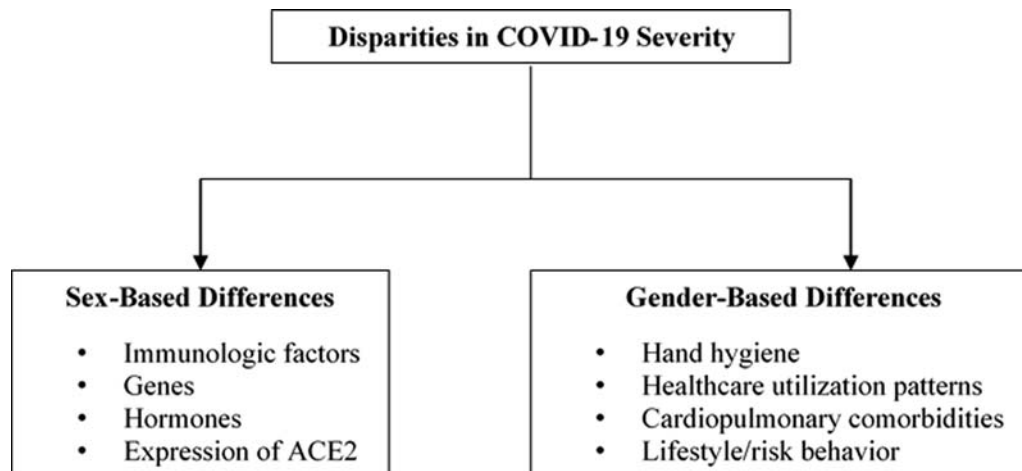 Disparities in COVID-19 Severity
Sex-Based Differences
• Immunologic factors
• Genes
• Hormones
• Expression of ACE2
Gender-Based Differences
• Hand hygiene
• Healthcare utilization patterns
• Cardiopulmonary comorbidities
• Lifestyle/risk behavior